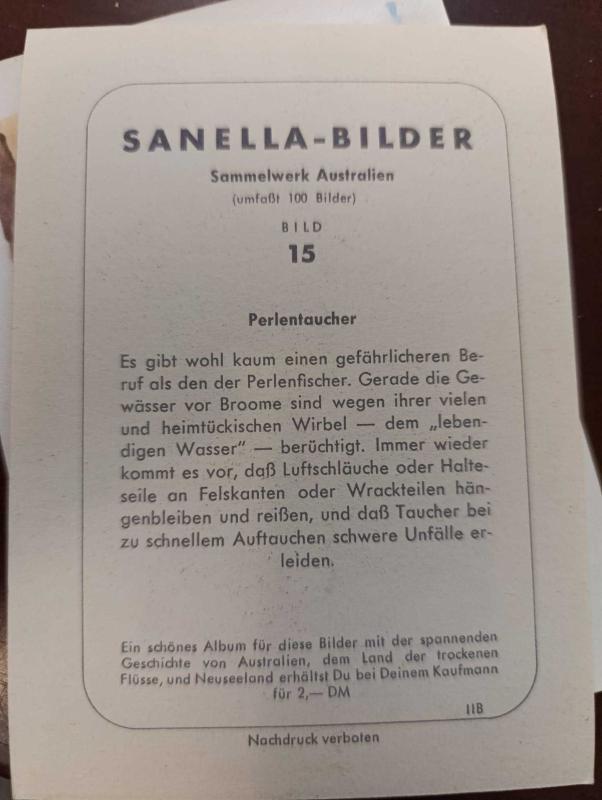 SANELLA-BILDER
Sammelwerk Australien
(umfaßt 100 Bilder)
BILD
15
Perlentaucher
Es gibt wohl kaum einen gefährlicheren Be-
ruf als den der Perlenfischer. Gerade die Ge-
wässer vor Broome sind wegen ihrer vielen
und heimtückischen Wirbel — dem „leben-
digen Wasser" — berüchtigt. Immer wieder
kommt es vor, daß Luftschläuche oder Halte-
seile an Felskanten oder Wrackteilen hän-
genbleiben und reißen, und daß Taucher bei
zu schnellem Auftauchen schwere Unfälle er-
leiden.
Ein schönes Album für diese Bilder mit der spannenden
Geschichte von Australien, dem Land der trockenen
Flüsse, und Neuseeland erhältst Du bei Deinem Kaufmann
für 2,— DM
11B
Nachdruck verboten